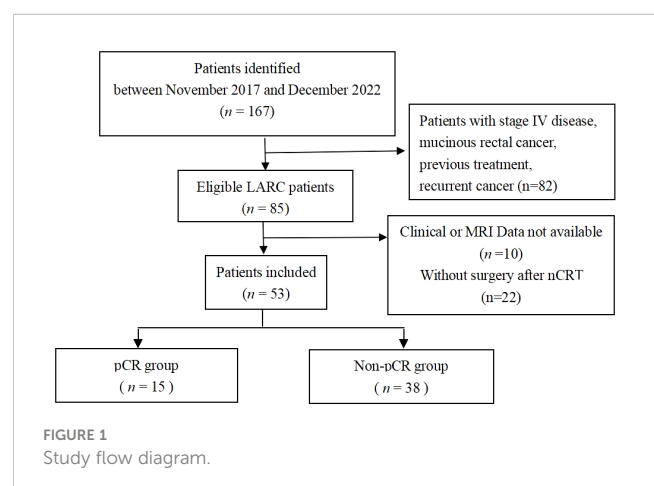 Patients identified
between November 2017 and December 2022
(n = 167)
Patients with stage IV disease,
mucinous rectal cancer,
previous treatment,
recurrent cancer (n=82)
Eligible LARC patients
(n = 85)
Clinical or MRI Data not available
(n =10)
Without surgery after nCRT
(n=22)
Patients included
(n = 53)
pCR group
( n = 15 )
Non-pCR group
( n = 38 )
FIGURE 1
Study flow diagram.